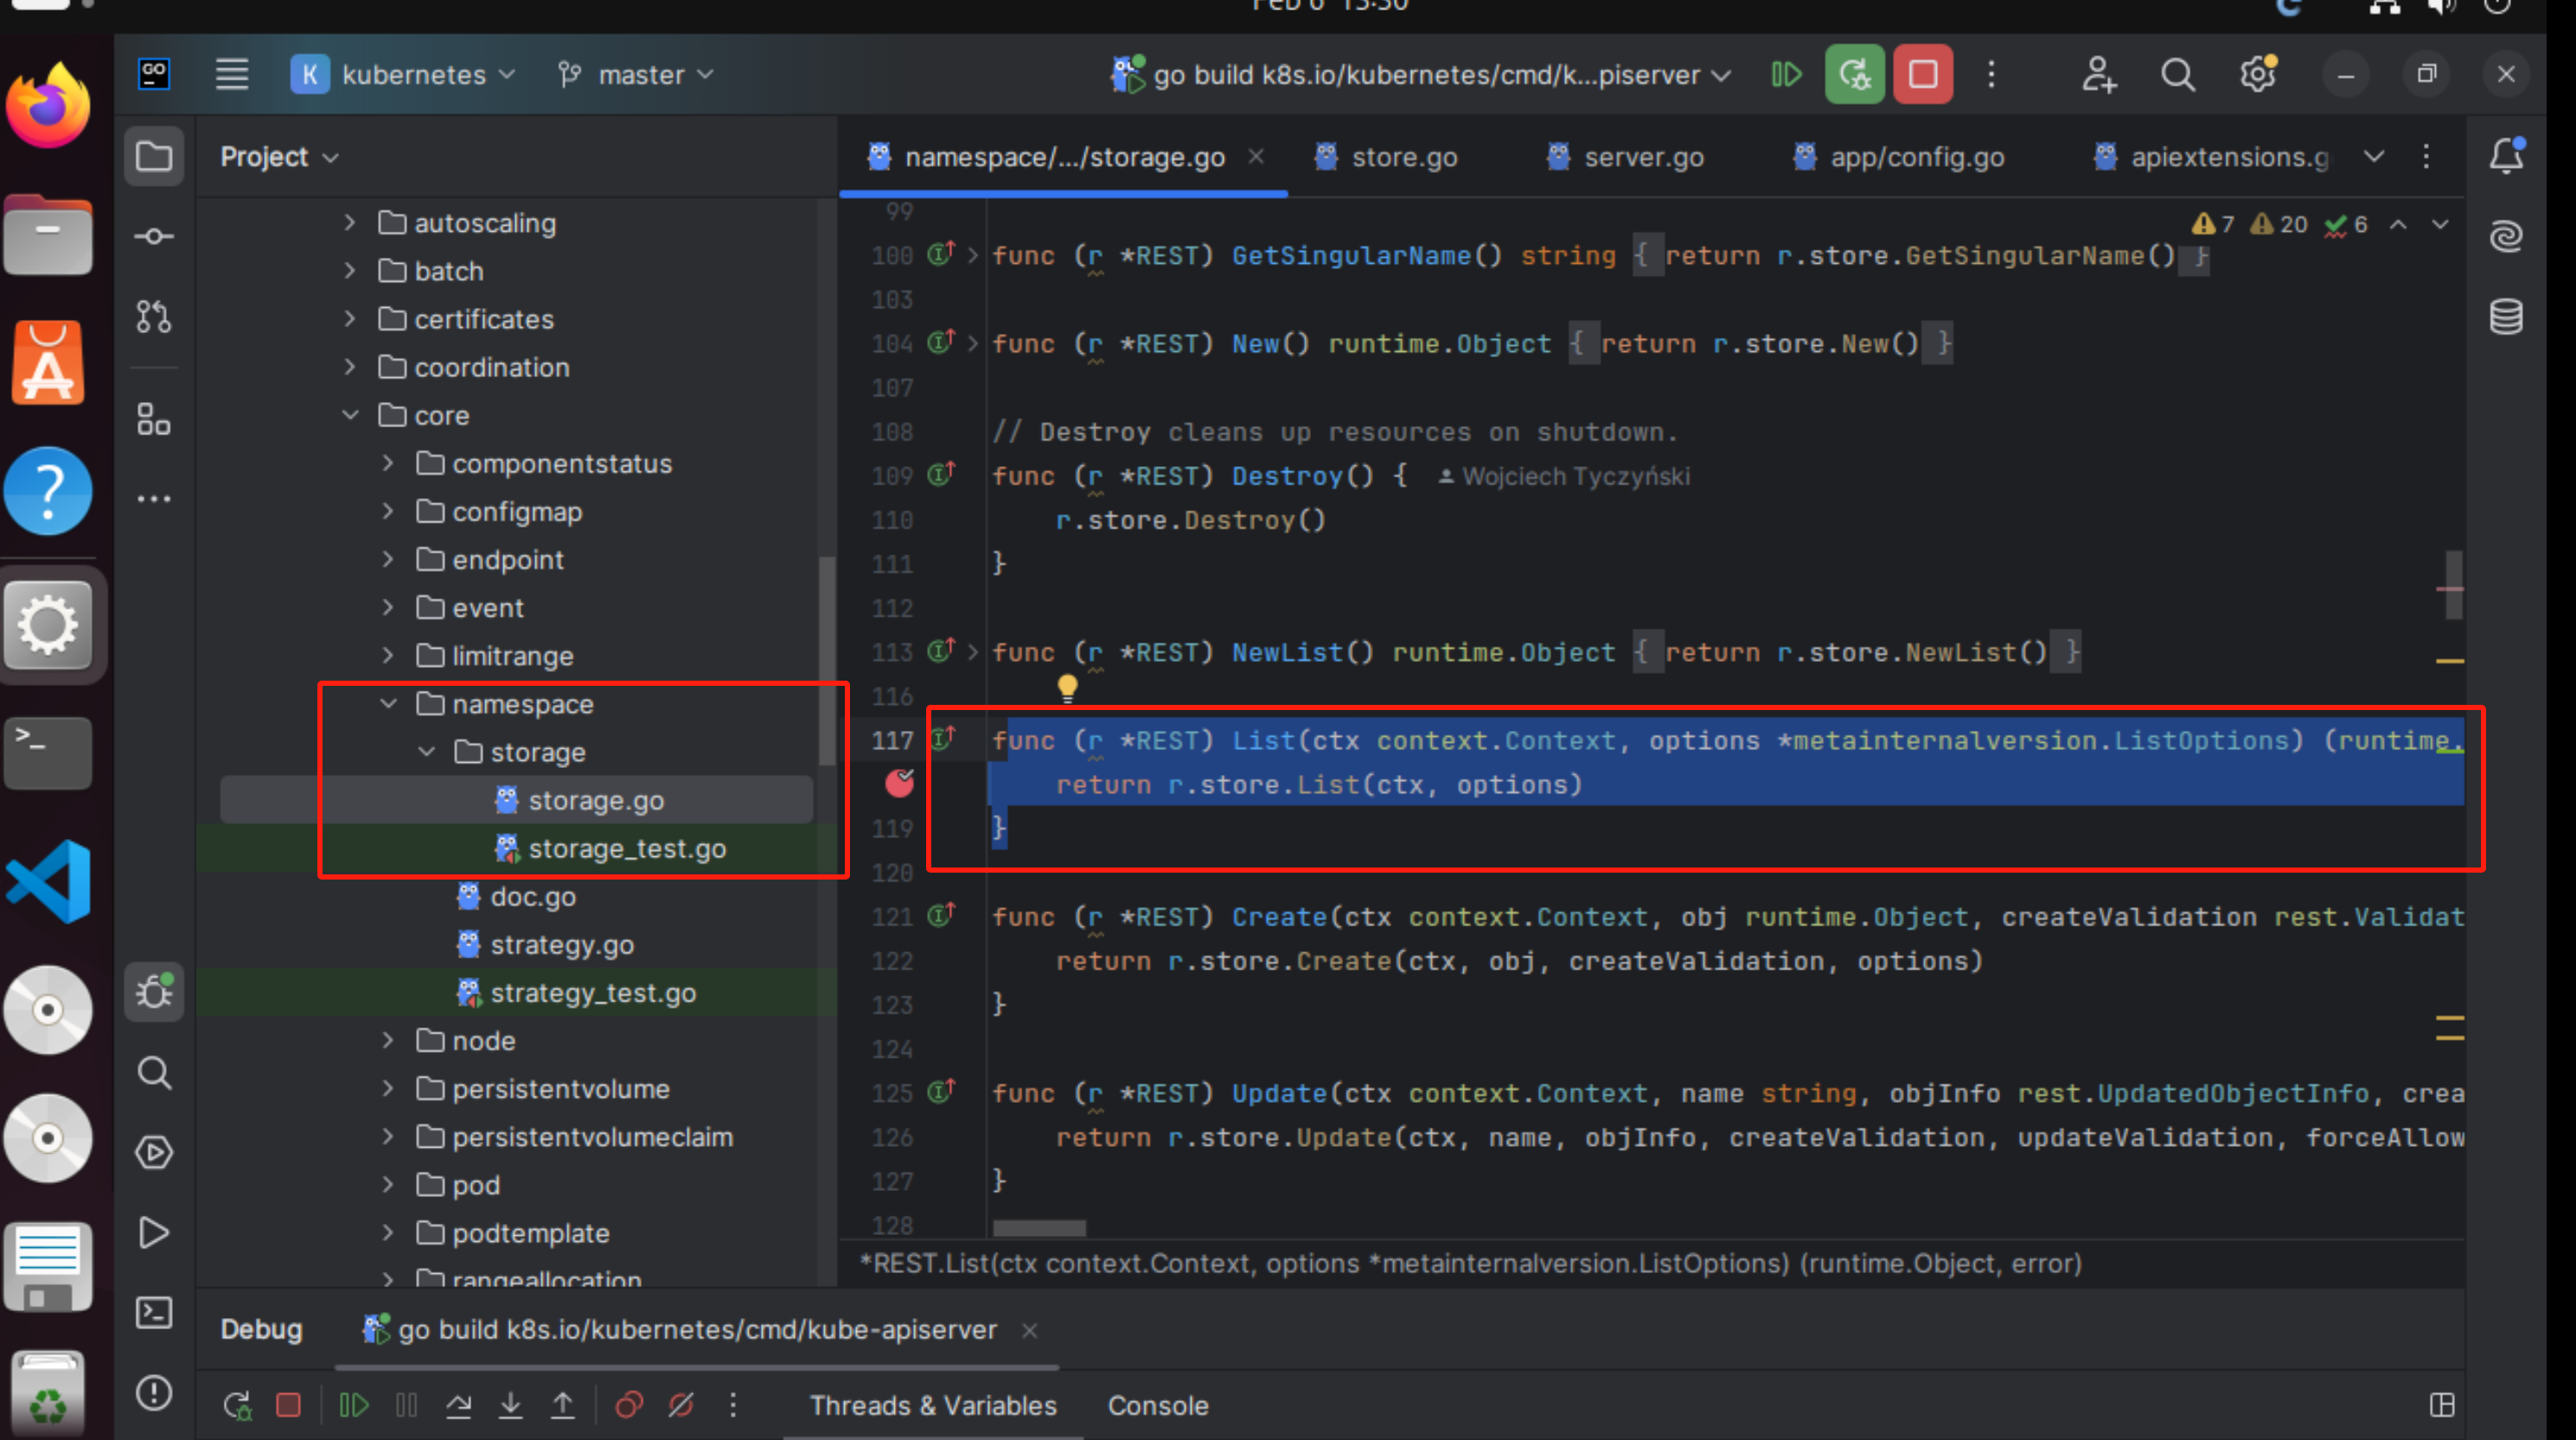 Feb 6 13:30
GO
K kubernetes master go build k8s.io/kubernetes/cmd/k...piserver
Project
namespace/.../storage.go store.go server.go app/config.go apiextensions.g
autoscaling
batch
certificates
coordination
core
componentstatus
configmap
endpoint
event
limitrange
namespace
storage
storage.go
storage_test.go
doc.go
strategy.go
strategy_test.go
node
persistentvolume
persistentvolumeclaim
pod
podtemplate
rangeallocation
7 20 6
99
100 func (r *REST) GetSingularName() string { return r.store.GetSingularName() }
103
104 func (r *REST) New() runtime.Object { return r.store.New() }
107
108 // Destroy cleans up resources on shutdown.
109 func (r *REST) Destroy() { Wojciech Tyczyński
110 r.store.Destroy()
111 }
112
113 func (r *REST) NewList() runtime.Object { return r.store.NewList() }
116
117 func (r *REST) List(ctx context.Context, options *metainternalversion.ListOptions) (runtime.
return r.store.List(ctx, options)
119 }
120
121 func (r *REST) Create(ctx context.Context, obj runtime.Object, createValidation rest.Validat
122 return r.store.Create(ctx, obj, createValidation, options)
123 }
124
125 func (r *REST) Update(ctx context.Context, name string, objInfo rest.UpdatedObjectInfo, crea
126 return r.store.Update(ctx, name, objInfo, createValidation, updateValidation, forceAllow
127 }
128
*REST.List(ctx context.Context, options *metainternalversion.ListOptions) (runtime.Object, error)
Debug go build k8s.io/kubernetes/cmd/kube-apiserver
Threads & Variables Console